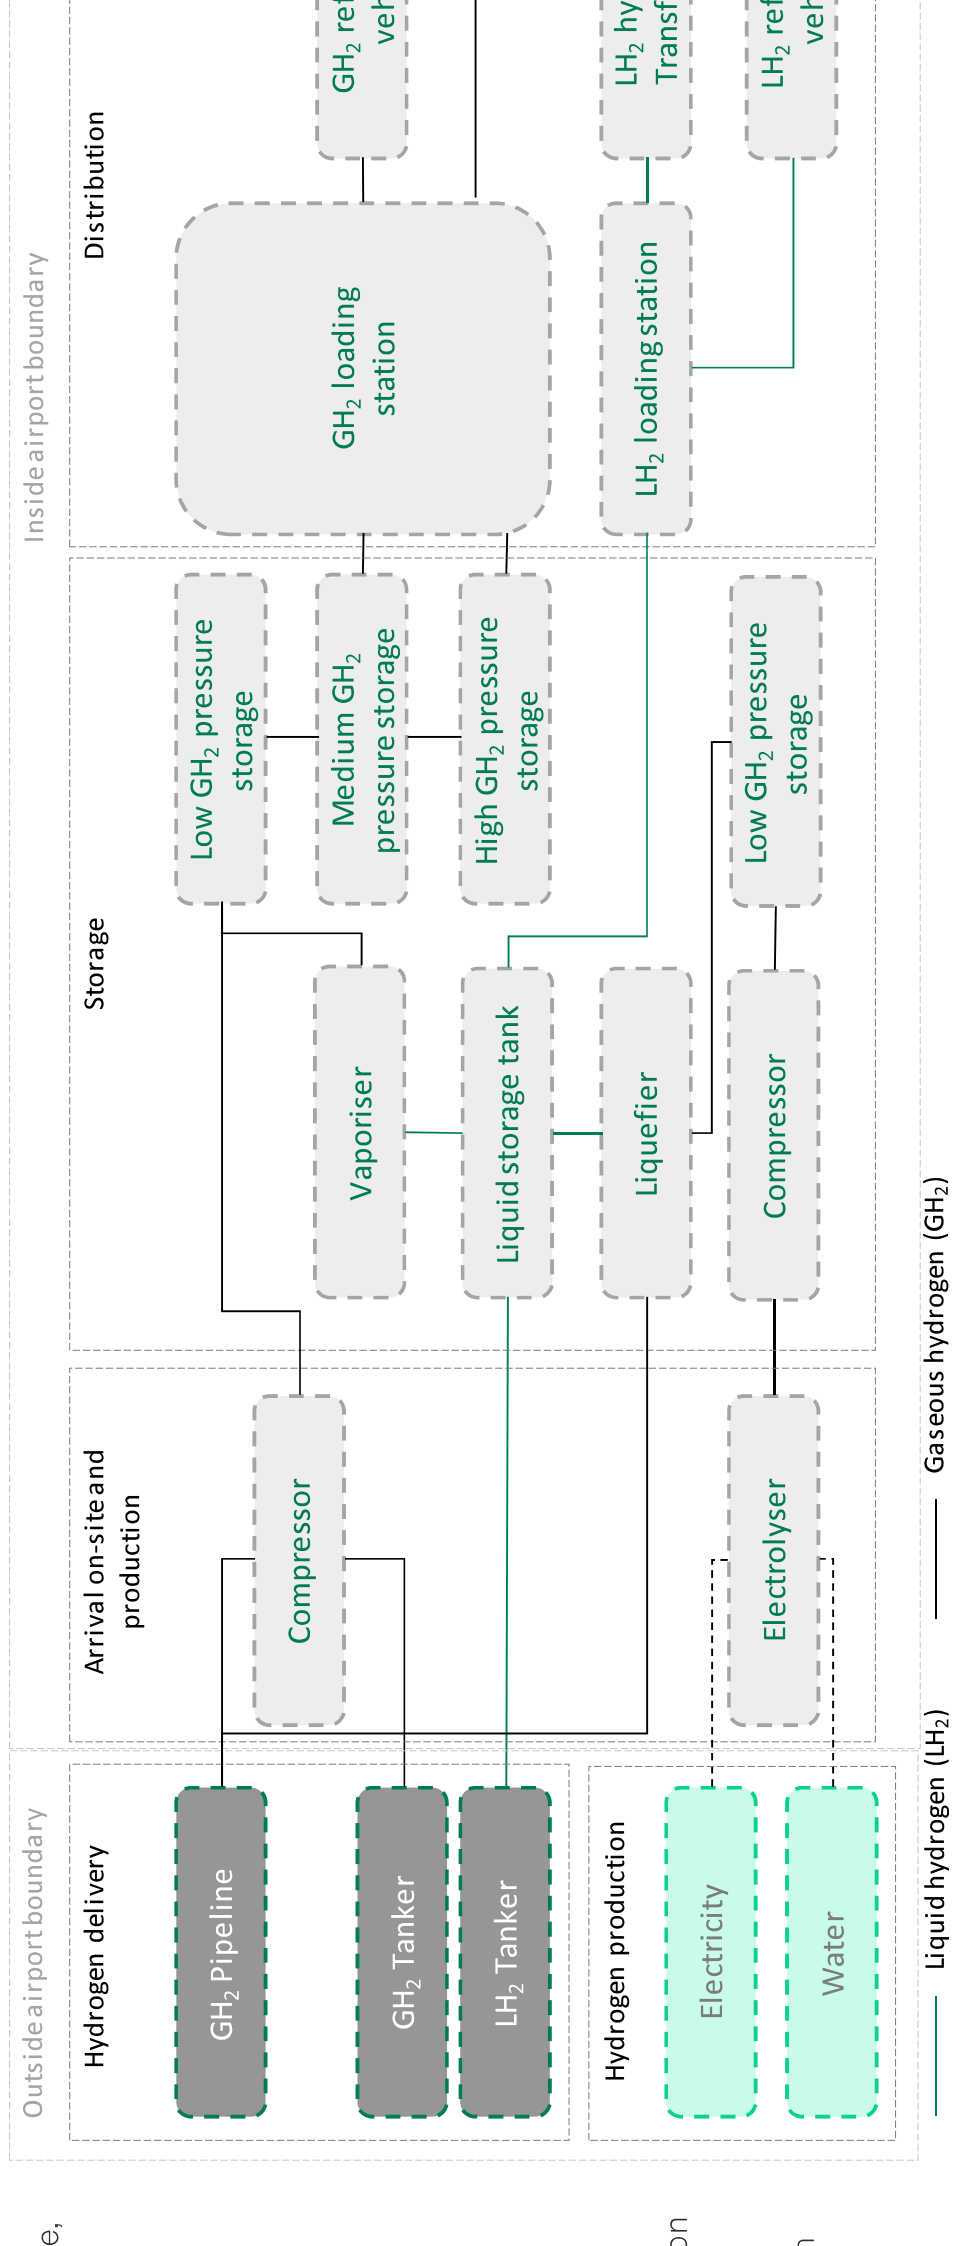 Outside airport boundary
Inside airport boundary
Hydrogen delivery
GH₂ Pipeline
GH₂ Tanker
LH₂ Tanker
Hydrogen production
Electricity
Water
Arrival on-site and
production
Compressor
Electrolyser
Storage
Vaporiser
Liquid storage tank
Liquefier
Compressor
Low GH₂ pressure
storage
Medium GH₂
pressure storage
High GH₂ pressure
storage
Low GH₂ pressure
storage
Distribution
GH₂ loading
station
LH₂ loading station
GH₂
LH₂
LH₂
Liquid hydrogen (LH₂)
Gaseous hydrogen (GH₂)